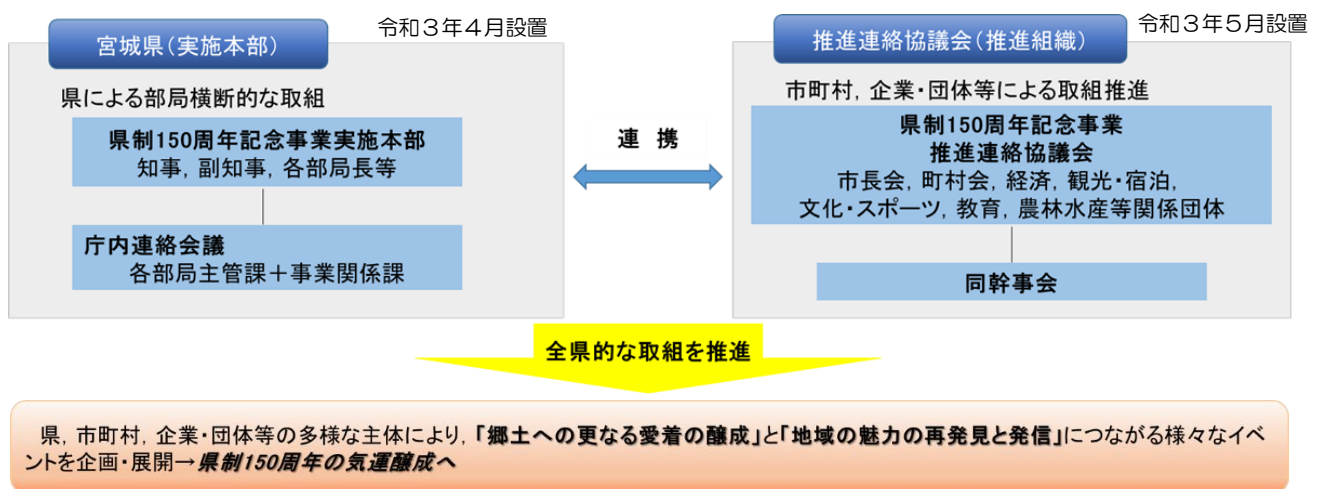 宮城県（実施本部）
令和３年４月設置
県による部局横断的な取組
県制150周年記念事業実施本部
知事，副知事，各部局長等
庁内連絡会議
各部局主管課＋事業関係課
連 携
推進連絡協議会（推進組織）
令和３年５月設置
市町村，企業・団体等による取組推進
県制150周年記念事業
推進連絡協議会
市長会，町村会，経済，観光・宿泊，
文化・スポーツ，教育，農林水産等関係団体
同幹事会
全県的な取組を推進
県，市町村，企業・団体等の多様な主体により，「郷土への更なる愛着の醸成」と「地域の魅力の再発見と発信」につながる様々なイベ
ントを企画・展開→県制150周年の気運醸成へ